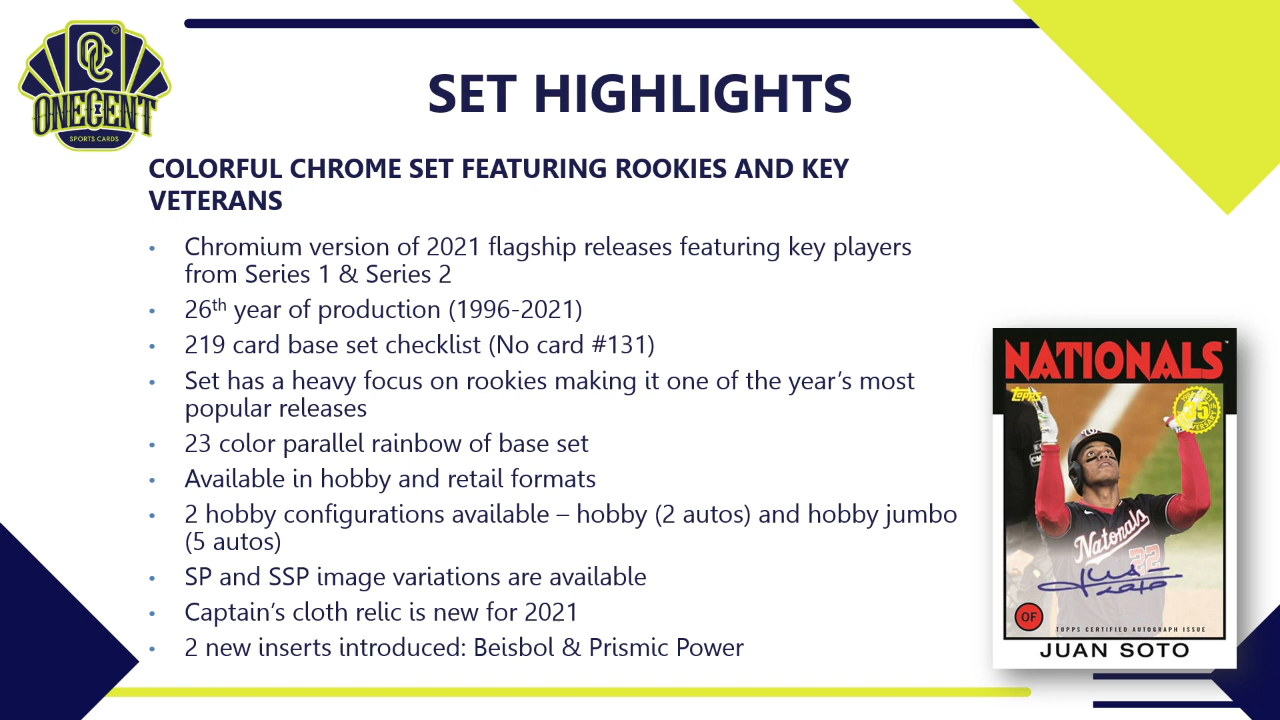 OC
ONECENT
SPORTS CARDS
SET HIGHLIGHTS
COLORFUL CHROME SET FEATURING ROOKIES AND KEY
VETERANS
• Chromium version of 2021 flagship releases featuring key players
from Series 1 & Series 2
• 26th year of production (1996-2021)
• 219 card base set checklist (No card #131)
• Set has a heavy focus on rookies making it one of the year’s most
popular releases
• 23 color parallel rainbow of base set
• Available in hobby and retail formats
• 2 hobby configurations available – hobby (2 autos) and hobby jumbo
(5 autos)
• SP and SSP image variations are available
• Captain’s cloth relic is new for 2021
• 2 new inserts introduced: Beisbol & Prismic Power
NATIONALS
Topps
35th
Nationals
22
OF
TOPPS CERTIFIED AUTOGRAPH ISSUE
JUAN SOTO